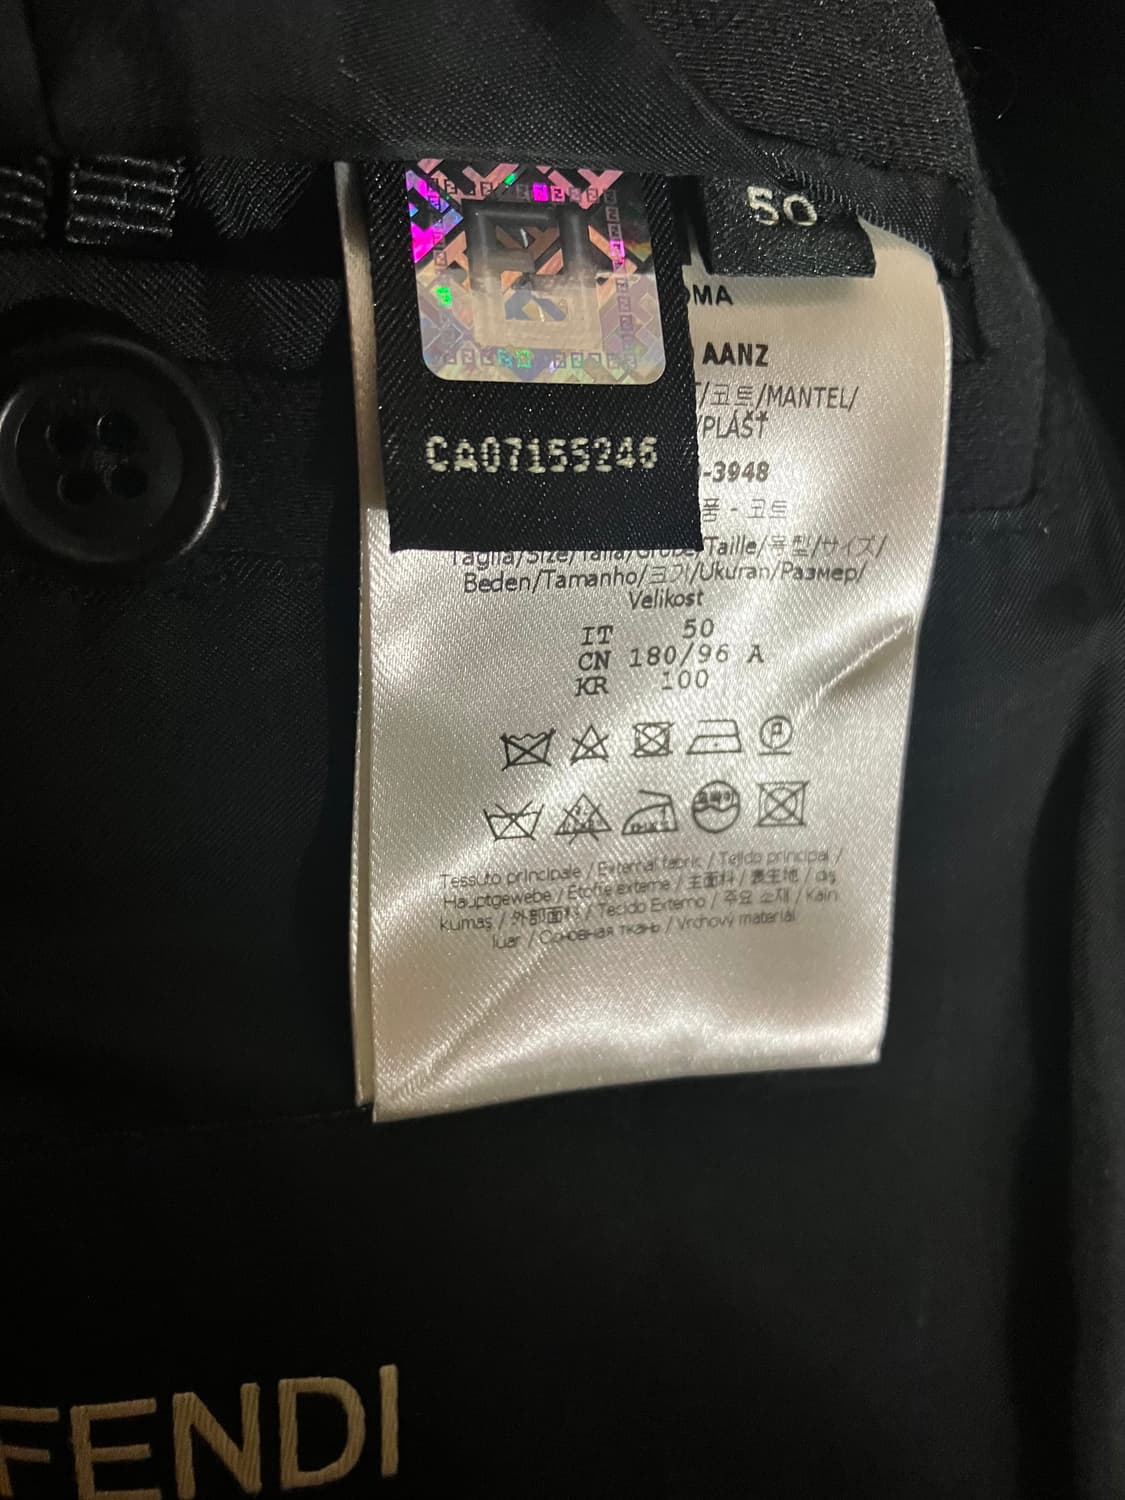 50
OMA
AANZ
/코트/MANTEL/
/PLÁŠŤ
CA07155246
-3948
품 - 코트
Taglia/Size/Talla/Größe/Taille/ /サイズ/
Beden/Tamanho/크기/Ukuran/Размер/
Velikost
IT 50
CN 180/96 A
KR 100
Tessuto principale / External fabric / Tejido principal /
Hauptgewebe / Étoffe externe / 主面料 / 表生地 / dış
kumaş / 外部面料 / Tecido Externo / 주요 소재 / Kain
luar / Основная ткань / Vrchový materiál
FENDI